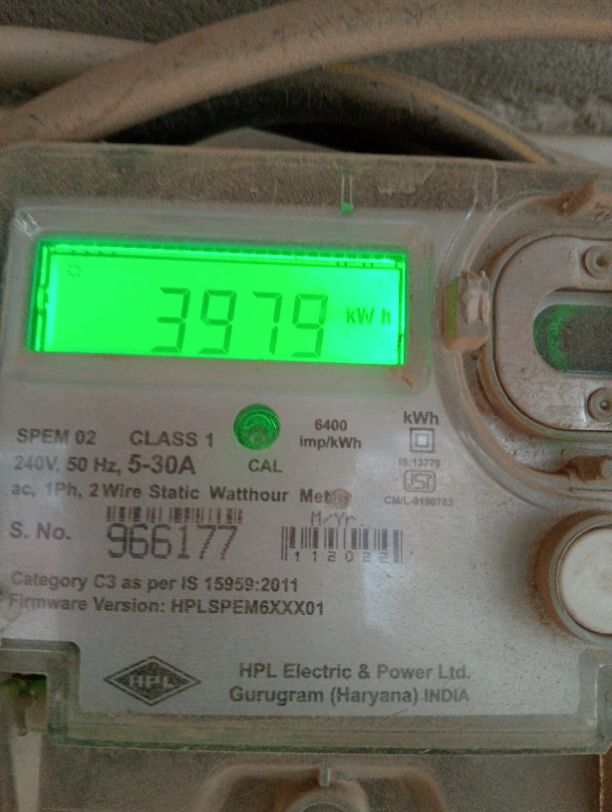 3979 kWh
SPEM 02 CLASS 1 6400 imp/kWh kWh
240V, 50 Hz, 5-30A CAL IS:13779
ac, 1Ph, 2 Wire Static Watthour Meter CM/L-9190783
S. No. 966177 M/Yr. 112022
Category C3 as per IS 15959:2011
Firmware Version: HPLSPEM6XXX01
HPL HPL Electric & Power Ltd.
Gurugram (Haryana) INDIA